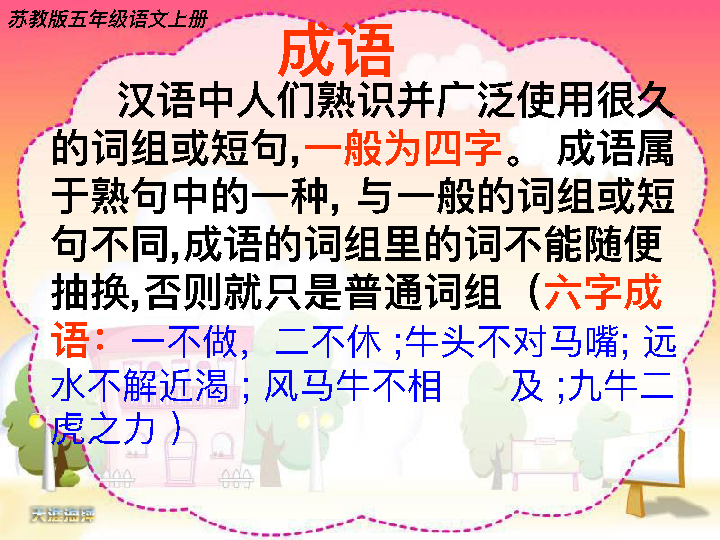 苏教版五年级语文上册
成语
汉语中人们熟识并广泛使用很久
的词组或短句,一般为四字。 成语属
于熟句中的一种, 与一般的词组或短
句不同,成语的词组里的词不能随便
抽换,否则就只是普通词组（六字成
语：一不做， 二不休 ;牛头不对马嘴; 远
水不解近渴 ; 风马牛不相 及 ;九牛二
虎之力 ）
天涯海拜